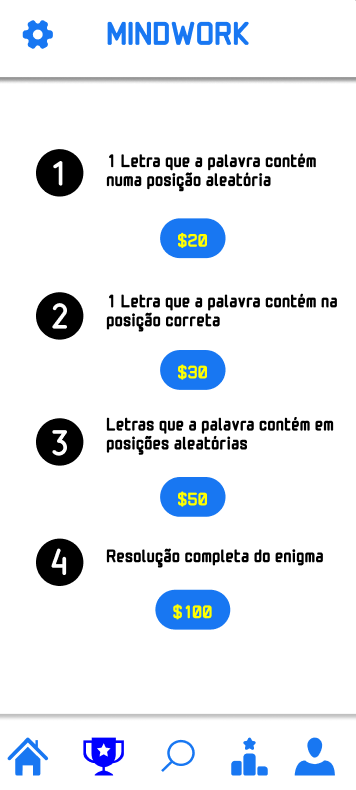 MINDWORK
1
1 Letra que a palavra contém
numa posição aleatória
$20
2
1 Letra que a palavra contém na
posição correta
$30
3
Letras que a palavra contém em
posições aleatórias
$50
4
Resolução completa do enigma
$100